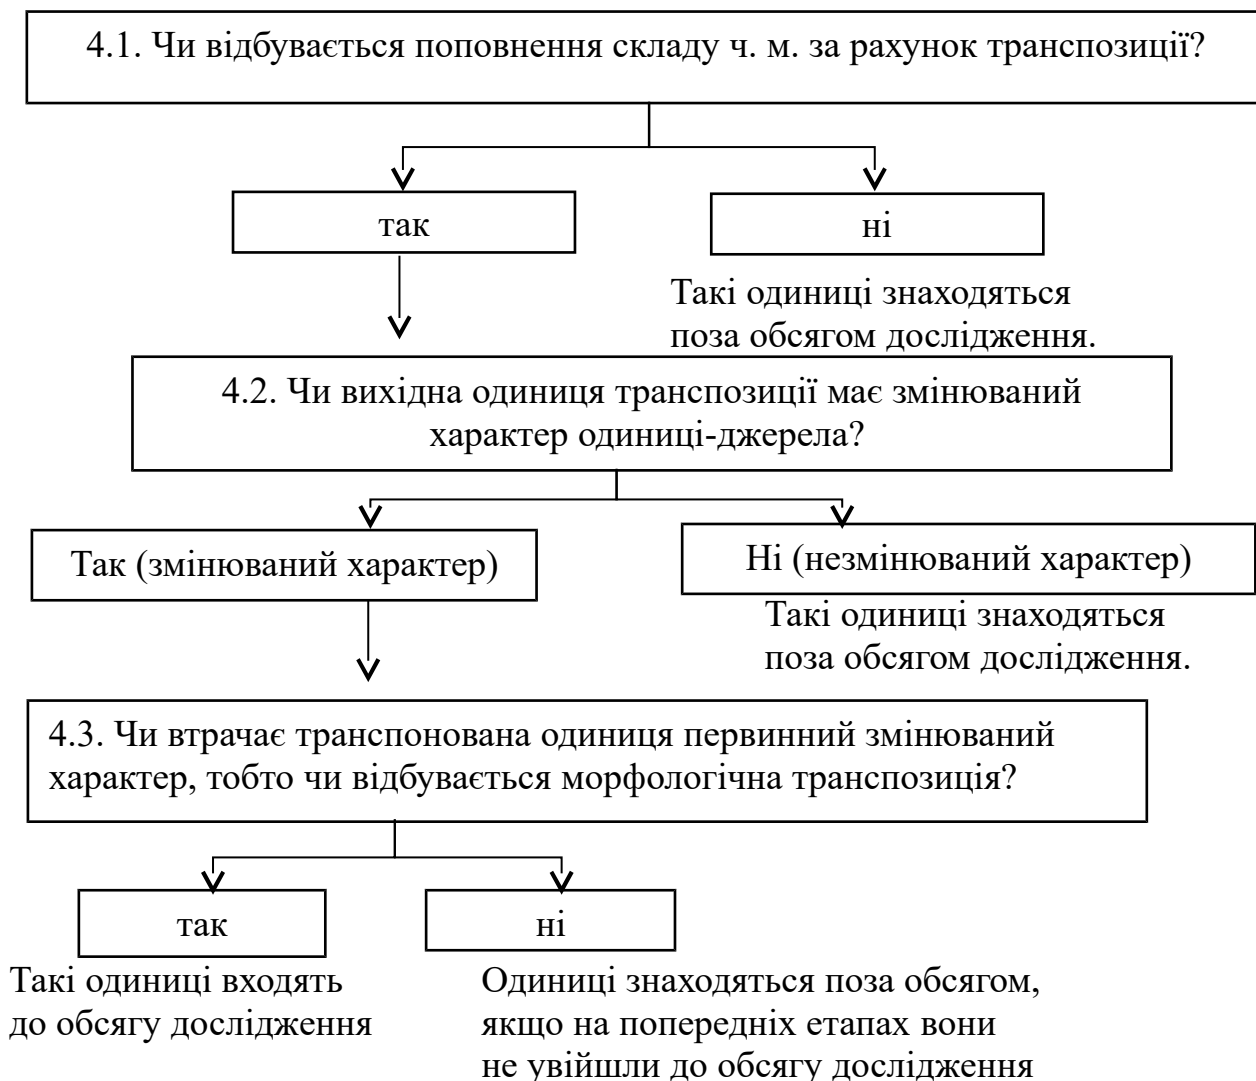 4.1. Чи відбувається поповнення складу ч. м. за рахунок транспозиції?
так
ні
Такі одиниці знаходяться
поза обсягом дослідження.
4.2. Чи вихідна одиниця транспозиції має змінюваний
характер одиниці-джерела?
Так (змінюваний характер)
Ні (незмінюваний характер)
Такі одиниці знаходяться
поза обсягом дослідження.
4.3. Чи втрачає транспонована одиниця первинний змінюваний
характер, тобто чи відбувається морфологічна транспозиція?
так
ні
Такі одиниці входять
до обсягу дослідження
Одиниці знаходяться поза обсягом,
якщо на попередніх етапах вони
не увійшли до обсягу дослідження